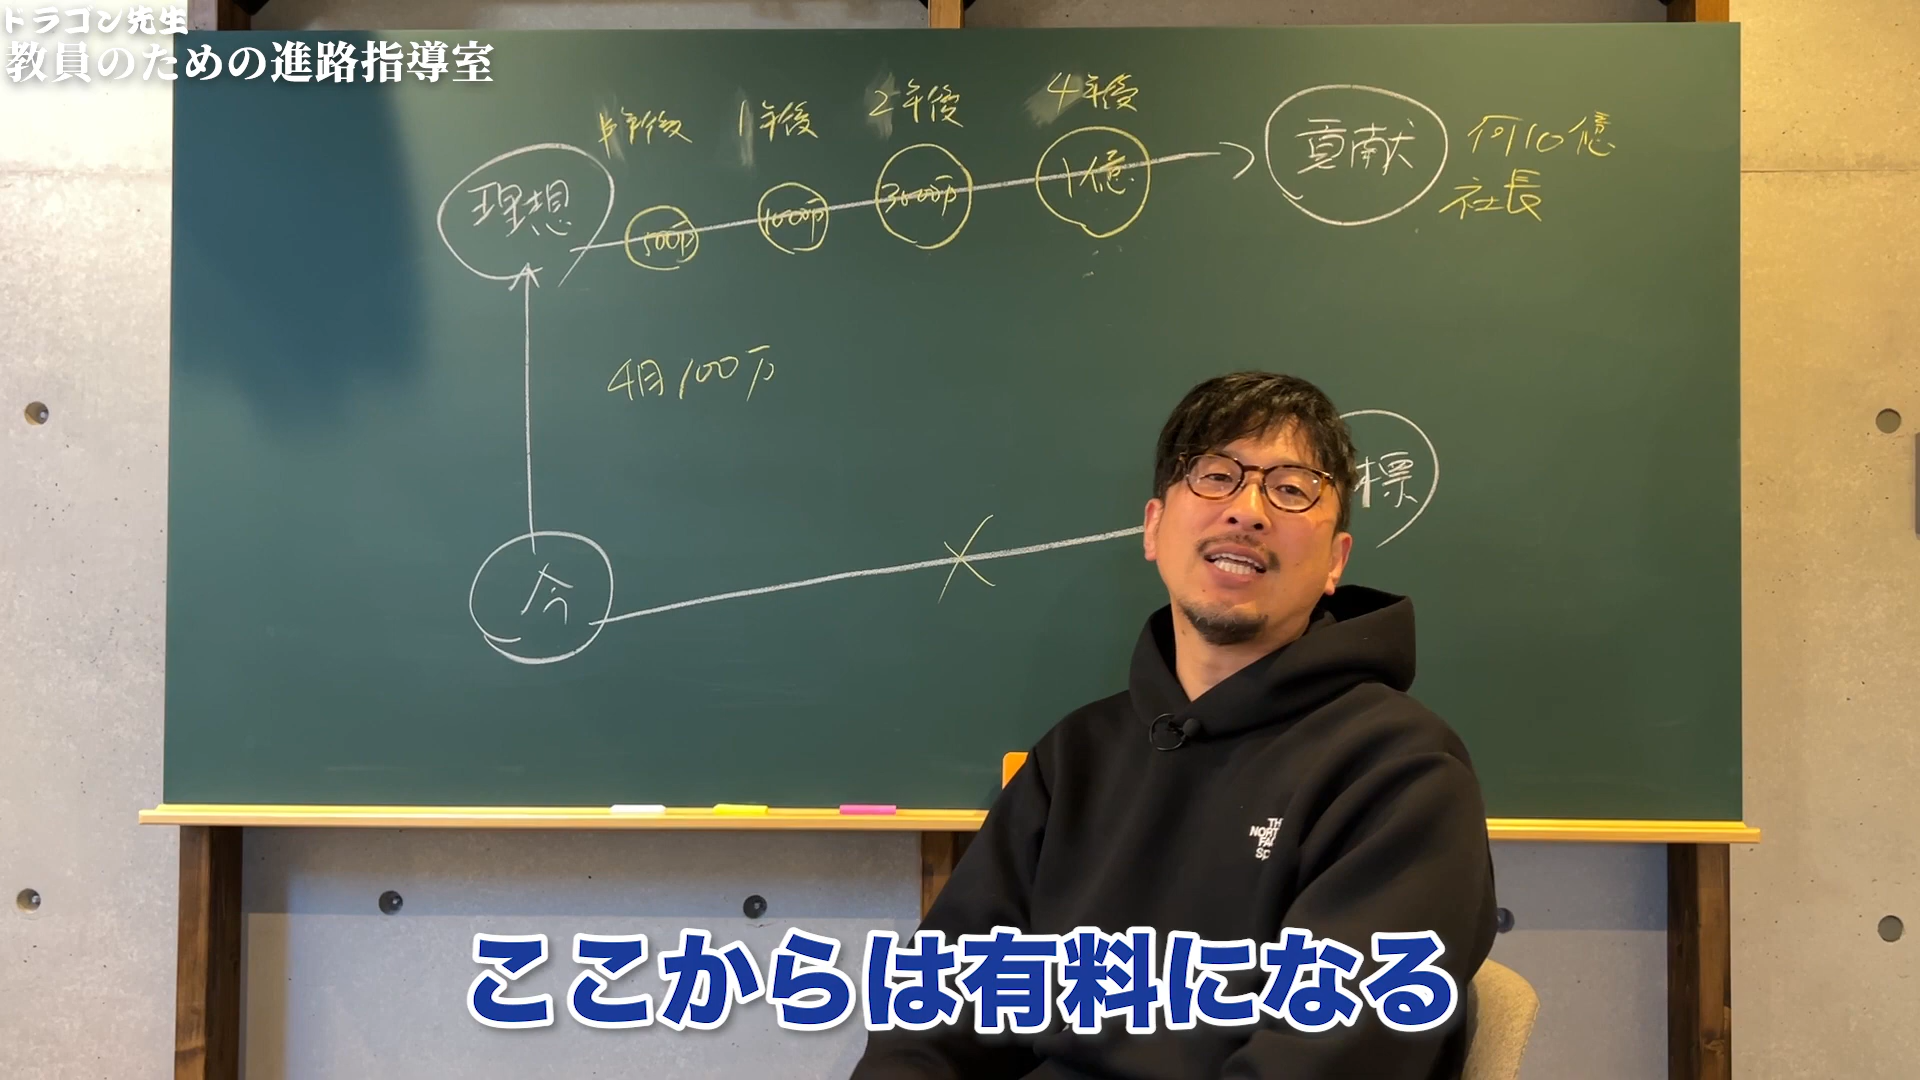 ドラゴン先生
教員のための進路指導室
半年後
1年後
2年後
4年後
理想
500万
1000万
3000万
1億
貢献
何10億
社長
月100万
標
今
THE
NORTH
FACE
ここからは有料になる